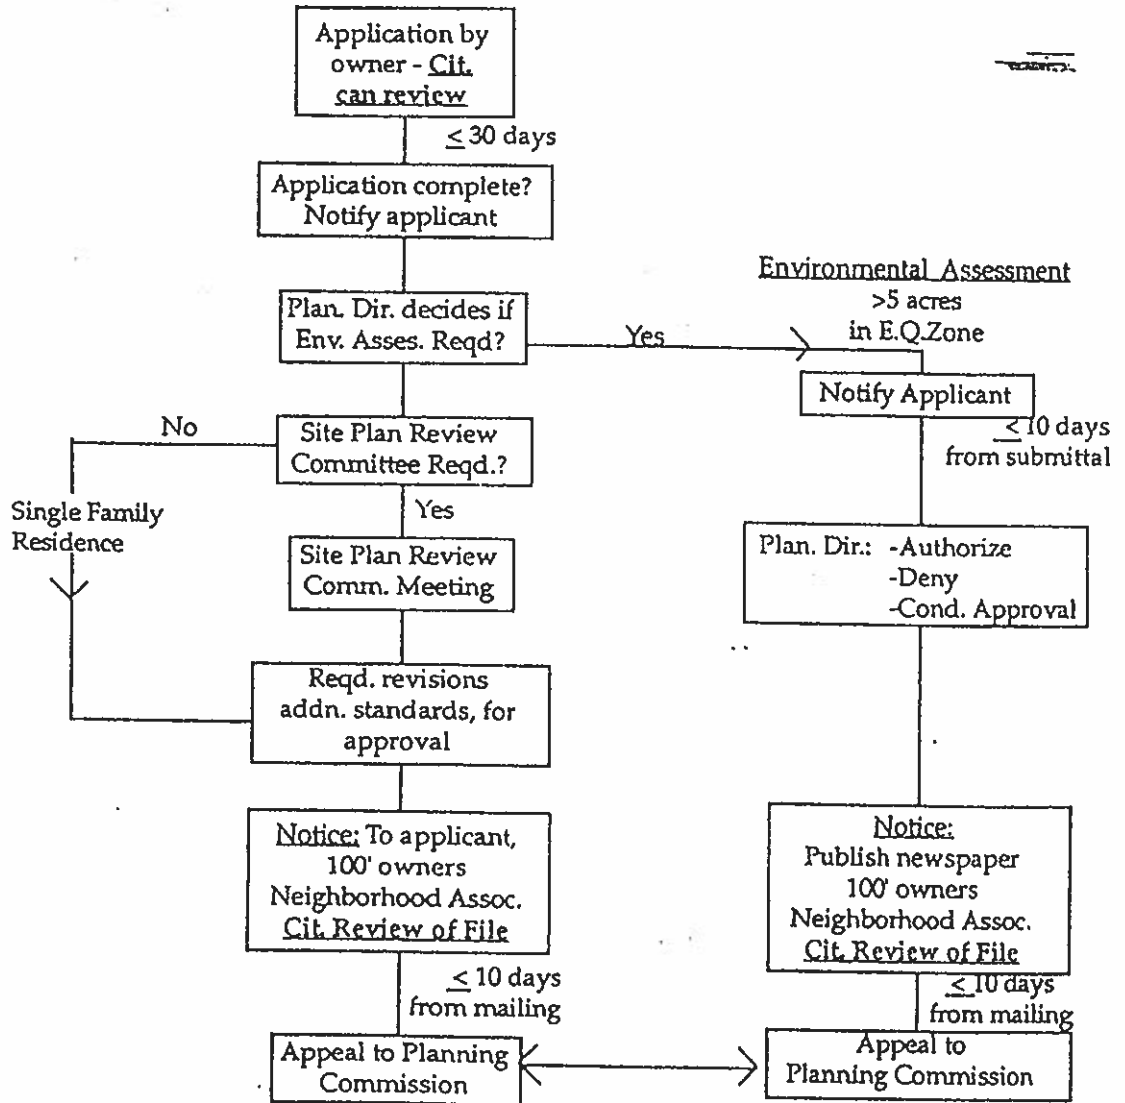 Application by
owner - Cit.
can review
≤ 30 days
Application complete?
Notify applicant
Plan. Dir. decides if
Env. Asses. Reqd?
Yes
Environmental Assessment
>5 acres
in E.Q.Zone
Notify Applicant
≤ 10 days
from submittal
No
Site Plan Review
Committee Reqd.?
Yes
Single Family
Residence
Site Plan Review
Comm. Meeting
Plan. Dir.: -Authorize
-Deny
-Cond. Approval
Reqd. revisions
addn. standards, for
approval
Notice: To applicant,
100' owners
Neighborhood Assoc.
Cit. Review of File
≤ 10 days
from mailing
Appeal to Planning
Commission
Notice:
Publish newspaper
100' owners
Neighborhood Assoc.
Cit. Review of File
≤ 10 days
from mailing
Appeal to
Planning Commission